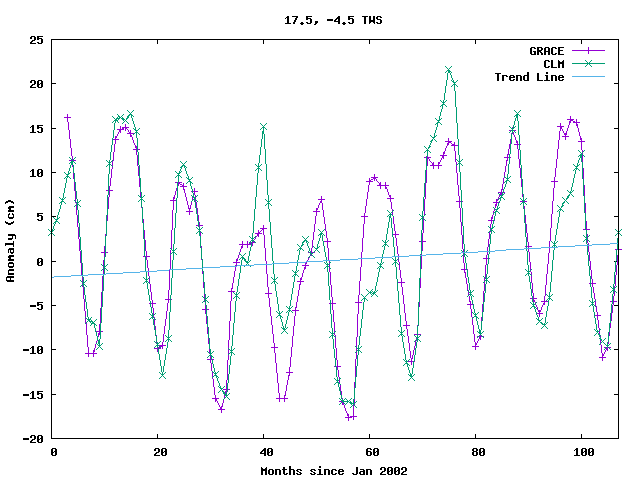 17.5, -4.5 TWS
GRACE
CLM
Trend Line
25
20
15
10
5
0
-5
-10
-15
-20
Anomaly (cm)
0 20 40 60 80 100
Months since Jan 2002